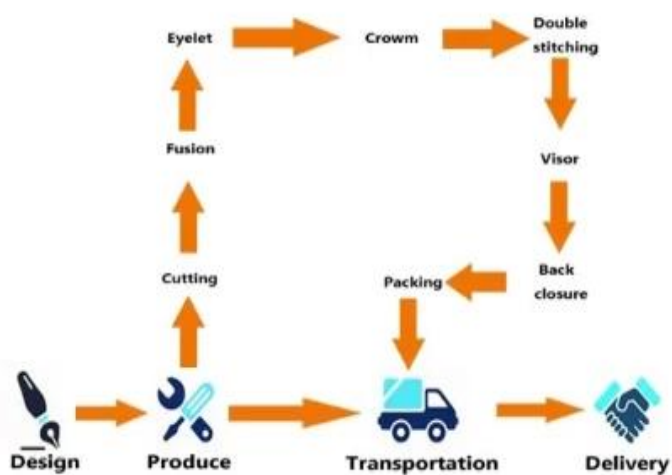 Eyelet
Crowm
Double
stitching
Fusion
Visor
Cutting
Packing
Back
closure
Design
Produce
Transportation
Delivery